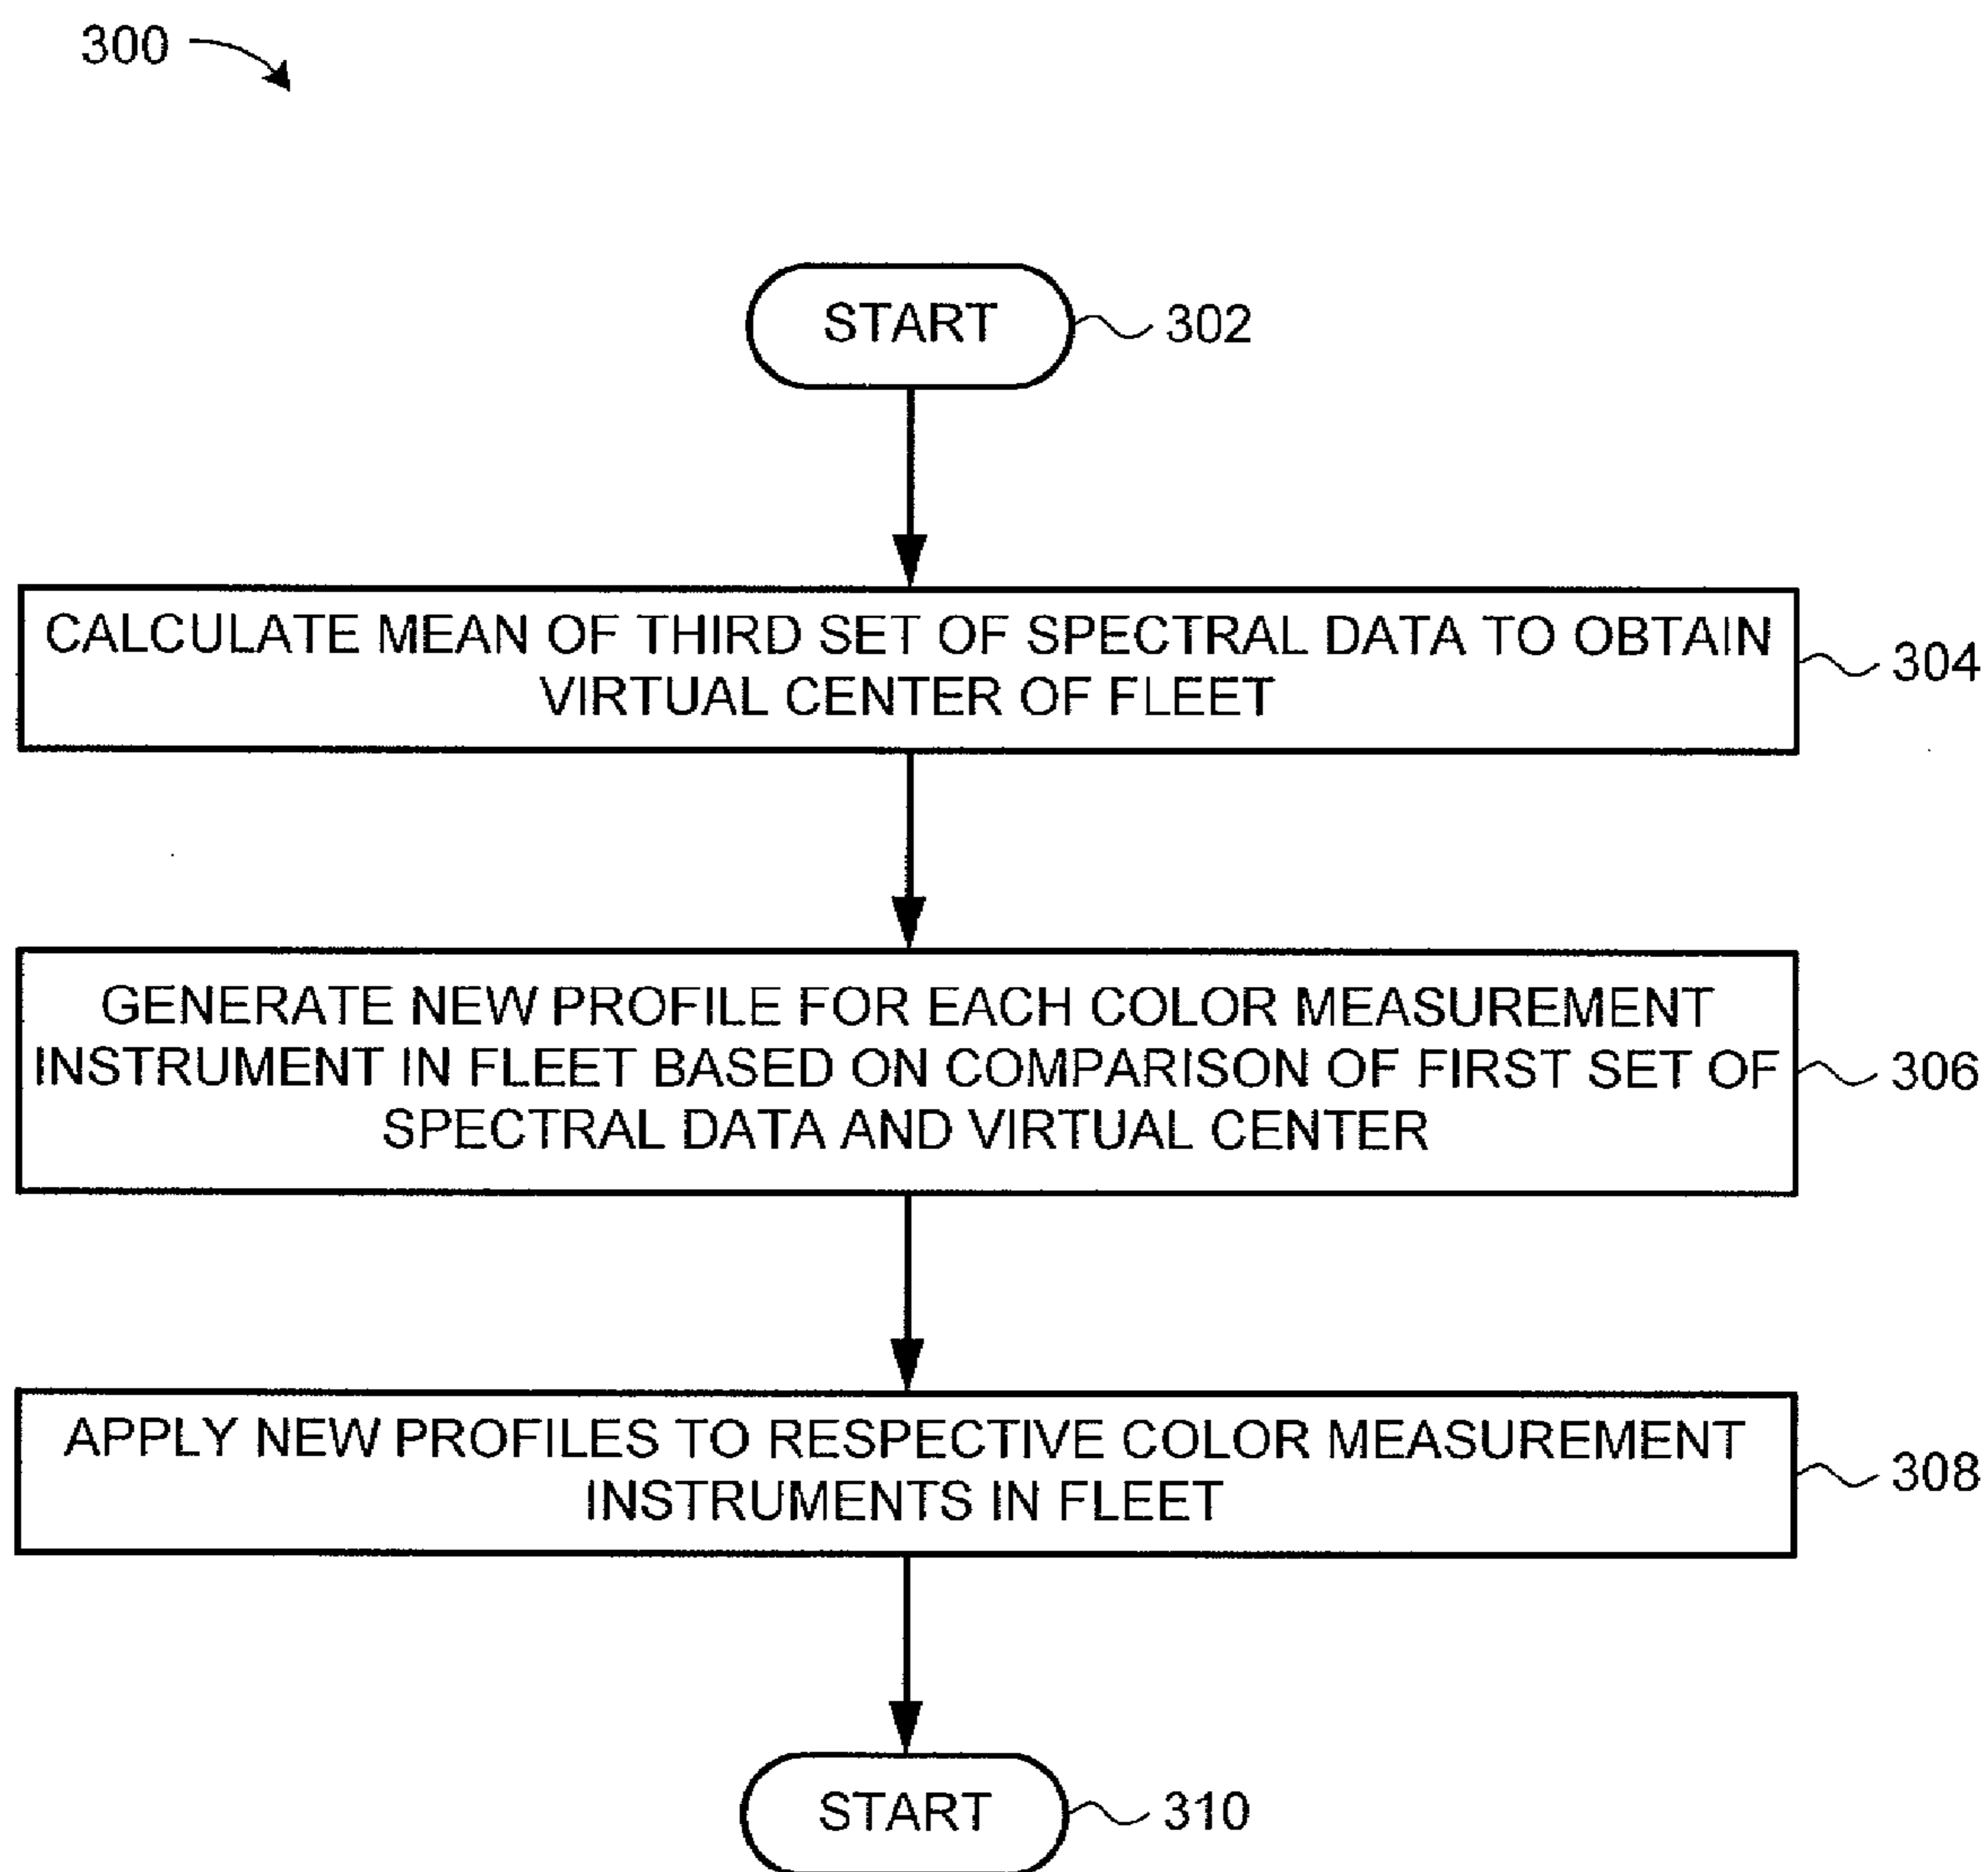 300
START
302
CALCULATE MEAN OF THIRD SET OF SPECTRAL DATA TO OBTAIN
VIRTUAL CENTER OF FLEET
304
GENERATE NEW PROFILE FOR EACH COLOR MEASUREMENT
INSTRUMENT IN FLEET BASED ON COMPARISON OF FIRST SET OF
SPECTRAL DATA AND VIRTUAL CENTER
306
APPLY NEW PROFILES TO RESPECTIVE COLOR MEASUREMENT
INSTRUMENTS IN FLEET
308
START
310